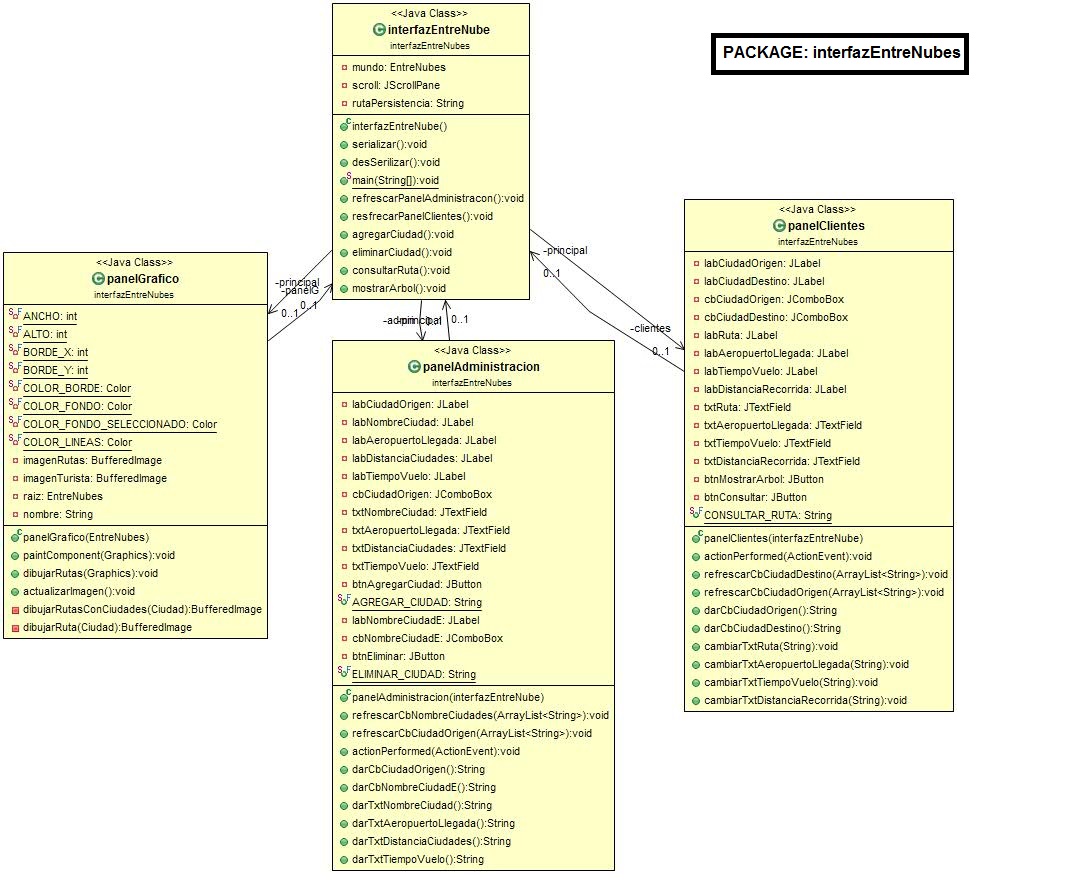 <<Java Class>>
interfazEntreNube
interfazEntreNubes
mundo: EntreNubes
scroll: JScrollPane
rutaPersistencia: String
interfazEntreNube()
serializar():void
desSerilizar():void
main(String[]):void
refrescarPanelAdministracon():void
resfrecarPanelClientes():void
agregarCiudad():void
eliminarCiudad():void
consultarRuta():void
mostrarArbol():void
PACKAGE: interfazEntreNubes
<<Java Class>>
panelGrafico
interfazEntreNubes
ANCHO: int
ALTO: int
BORDE_X: int
BORDE_Y: int
COLOR_BORDE: Color
COLOR_FONDO: Color
COLOR_FONDO_SELECCIONADO: Color
COLOR_LINEAS: Color
imagenRutas: BufferedImage
imagenTurista: BufferedImage
raiz: EntreNubes
nombre: String
panelGrafico(EntreNubes)
paintComponent(Graphics):void
dibujarRutas(Graphics):void
actualizarImagen():void
dibujarRutasConCiudades(Ciudad):BufferedImage
dibujarRuta(Ciudad):BufferedImage
-principal
-panelG
0..1
0..1
-principal
0..1
0..1
-principal
0..1
-clientes
0..1
<<Java Class>>
panelAdministracion
interfazEntreNubes
labCiudadOrigen: JLabel
labNombreCiudad: JLabel
labAeropuertoLlegada: JLabel
labDistanciaCiudades: JLabel
labTiempoVuelo: JLabel
cbCiudadOrigen: JComboBox
txtNombreCiudad: JTextField
txtAeropuertoLlegada: JTextField
txtDistanciaCiudades: JTextField
txtTiempoVuelo: JTextField
btnAgregarCiudad: JButton
AGREGAR_CIUDAD: String
labNombreCiudadE: JLabel
cbNombreCiudadE: JComboBox
btnEliminar: JButton
ELIMINAR_CIUDAD: String
panelAdministracion(interfazEntreNube)
refrescarCbNombreCiudades(ArrayList<String>):void
refrescarCbCiudadOrigen(ArrayList<String>):void
actionPerformed(ActionEvent):void
darCbCiudadOrigen():String
darCbNombreCiudadE():String
darTxtNombreCiudad():String
darTxtAeropuertoLlegada():String
darTxtDistanciaCiudades():String
darTxtTiempoVuelo():String
<<Java Class>>
panelClientes
interfazEntreNubes
labCiudadOrigen: JLabel
labCiudadDestino: JLabel
cbCiudadOrigen: JComboBox
cbCiudadDestino: JComboBox
labRuta: JLabel
labAeropuertoLlegada: JLabel
labTiempoVuelo: JLabel
labDistanciaRecorrida: JLabel
txtRuta: JTextField
txtAeropuertoLlegada: JTextField
txtTiempoVuelo: JTextField
txtDistanciaRecorrida: JTextField
btnMostrarArbol: JButton
btnConsultar: JButton
CONSULTAR_RUTA: String
panelClientes(interfazEntreNube)
actionPerformed(ActionEvent):void
refrescarCbCiudadDestino(ArrayList<String>):void
refrescarCbCiudadOrigen(ArrayList<String>):void
darCbCiudadOrigen():String
darCbCiudadDestino():String
cambiarTxtRuta(String):void
cambiarTxtAeropuertoLlegada(String):void
cambiarTxtTiempoVuelo(String):void
cambiarTxtDistanciaRecorrida(String):void